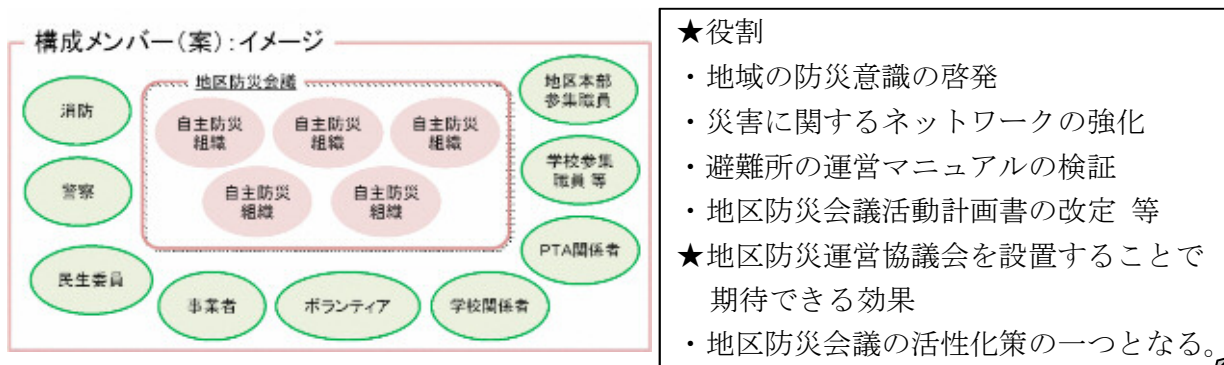 構成メンバー(案):イメージ
地区防災会議
消防
警察
民生委員
自主防災
組織
自主防災
組織
自主防災
組織
自主防災
組織
自主防災
組織
地区本部
参集職員
学校参集
職員 等
PTA関係者
事業者
ボランティア
学校関係者
★役割
・地域の防災意識の啓発
・災害に関するネットワークの強化
・避難所の運営マニュアルの検証
・地区防災会議活動計画書の改定 等
★地区防災運営協議会を設置することで
期待できる効果
・地区防災会議の活性化策の一つとなる。